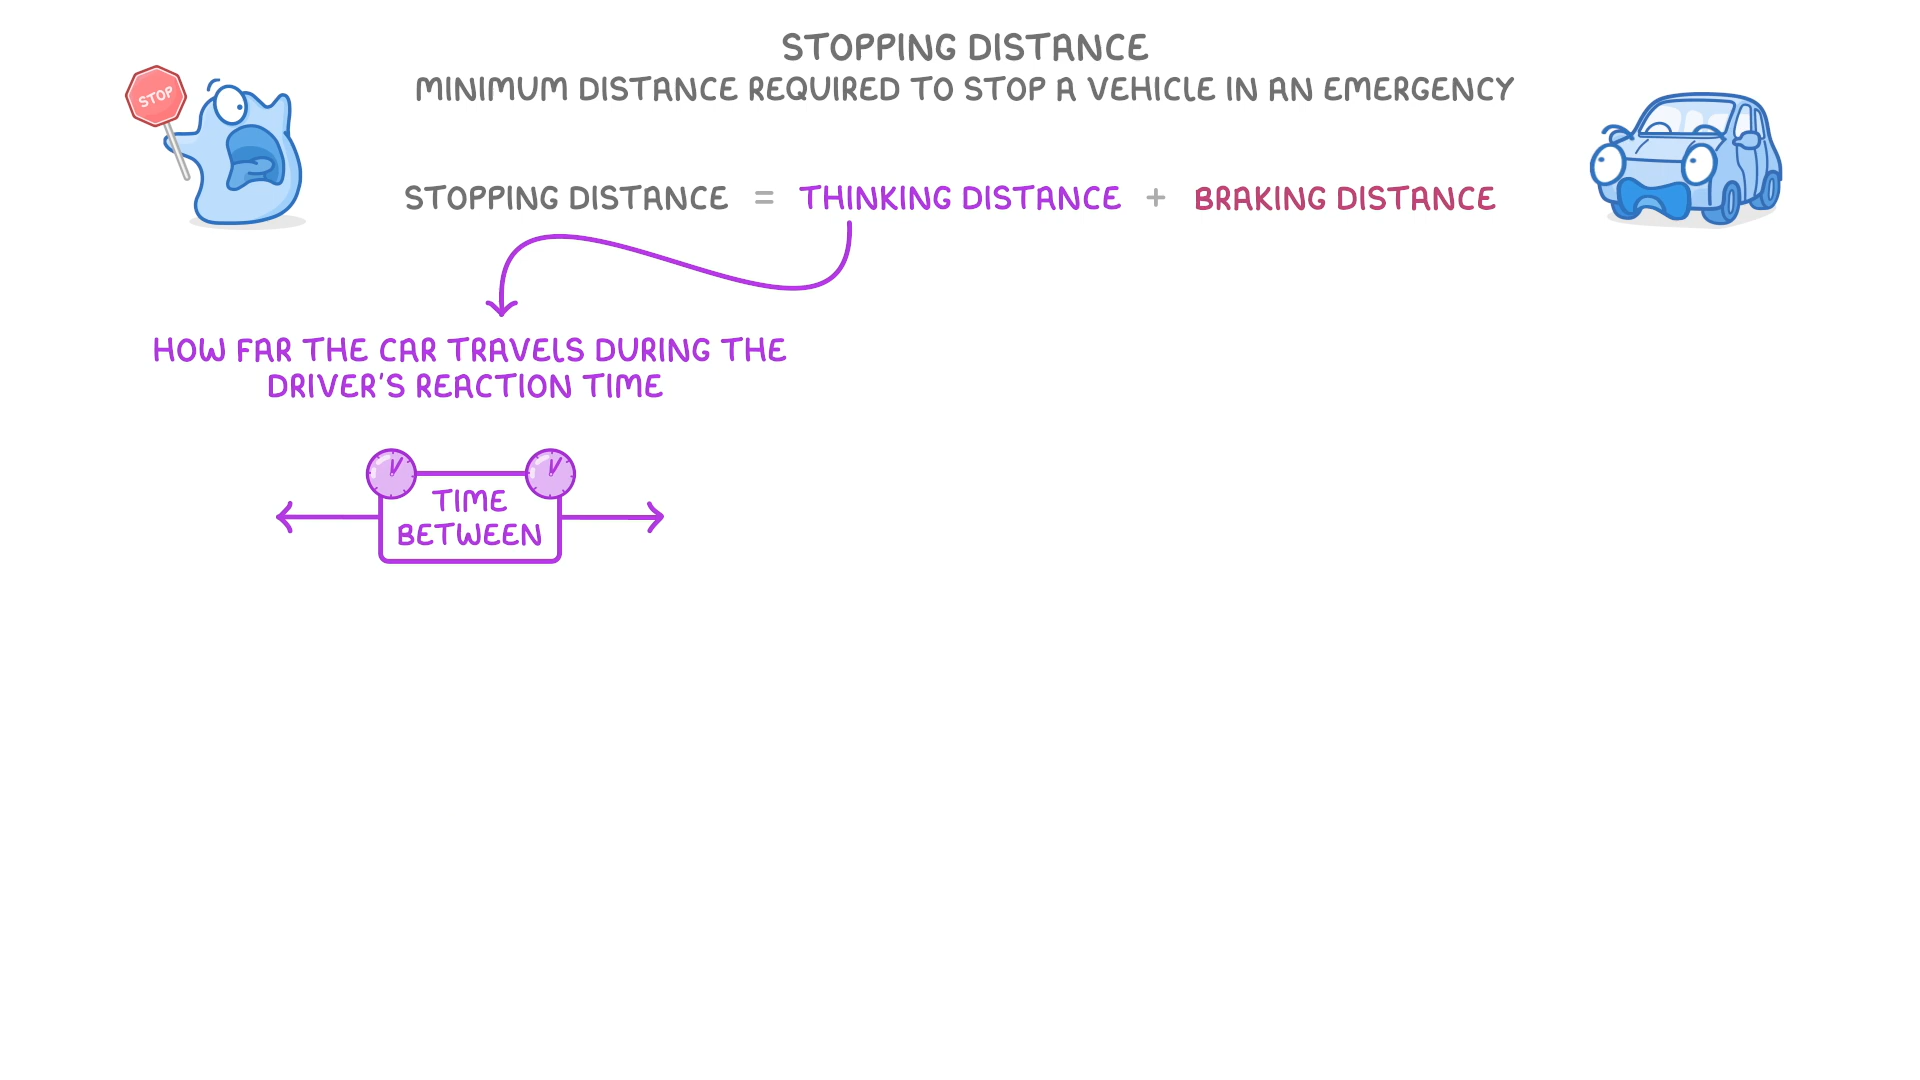 STOPPING DISTANCE
MINIMUM DISTANCE REQUIRED TO STOP A VEHICLE IN AN EMERGENCY
STOP
STOPPING DISTANCE = THINKING DISTANCE + BRAKING DISTANCE
HOW FAR THE CAR TRAVELS DURING THE
DRIVER'S REACTION TIME
TIME
BETWEEN